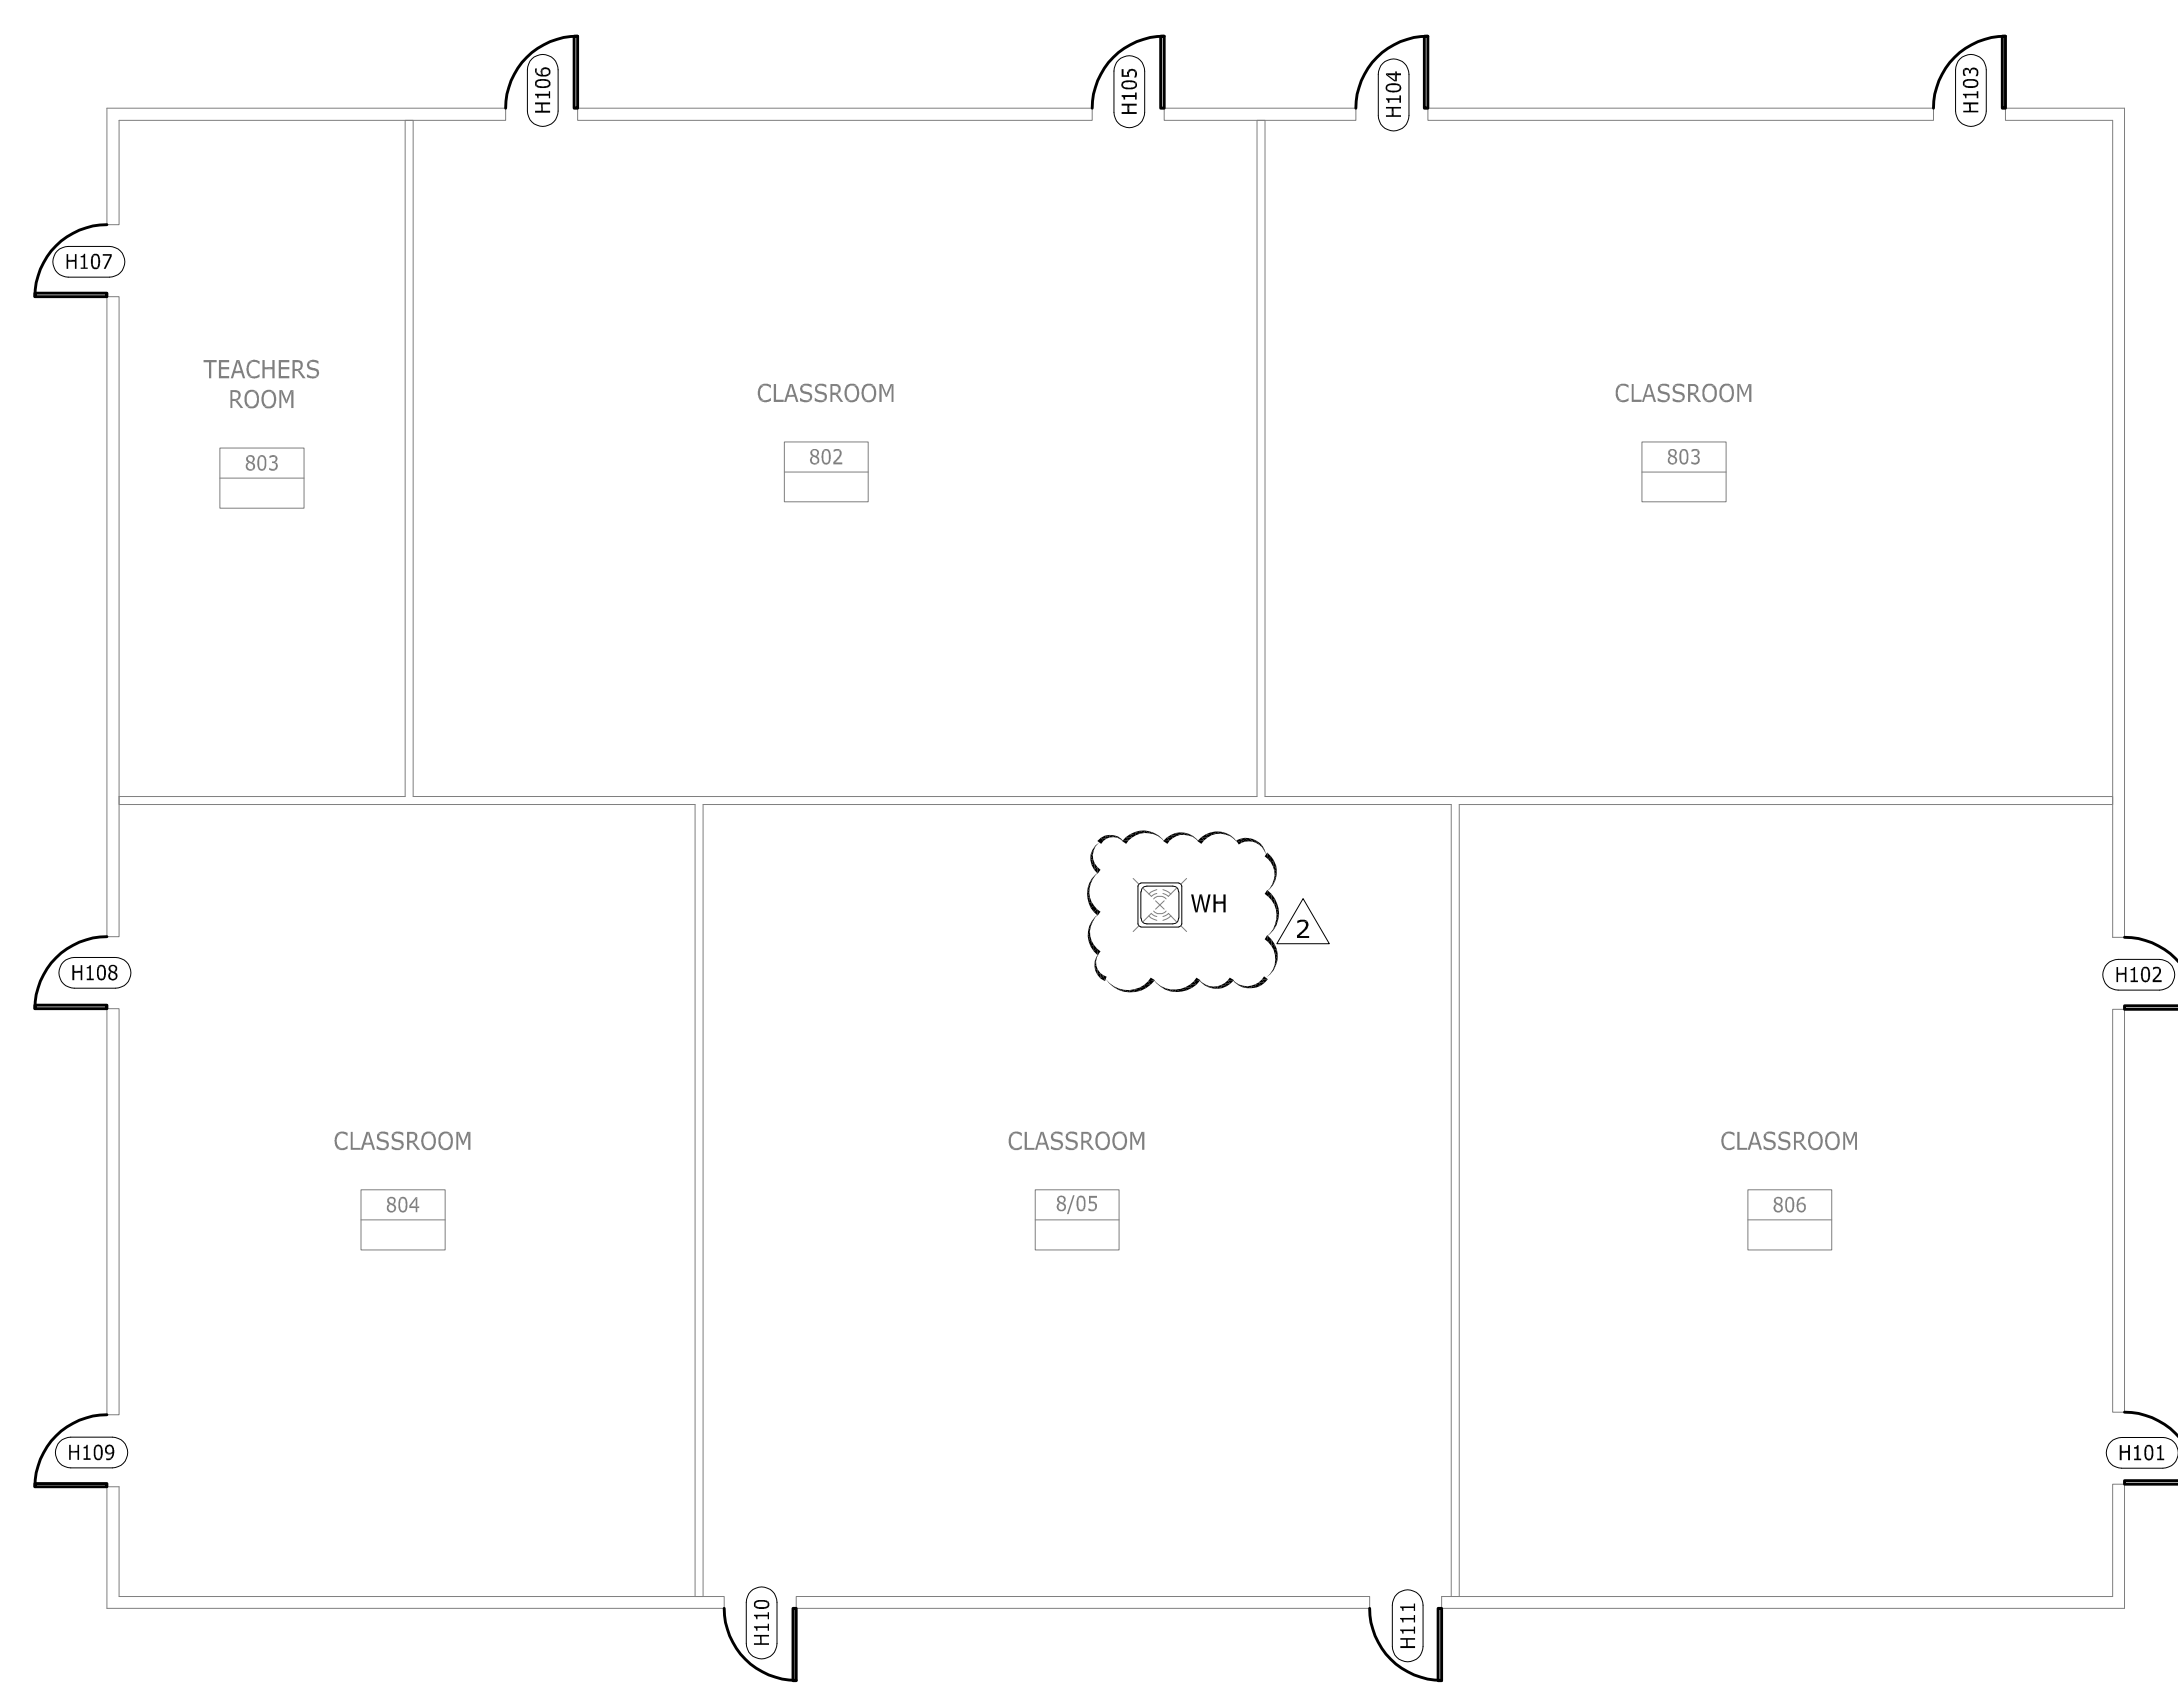 H106
H105
H104
H103
H107
TEACHERS
ROOM
803
CLASSROOM
802
CLASSROOM
803
WH
2
H108
H102
CLASSROOM
804
CLASSROOM
8/05
CLASSROOM
806
H109
H101
H110
H111